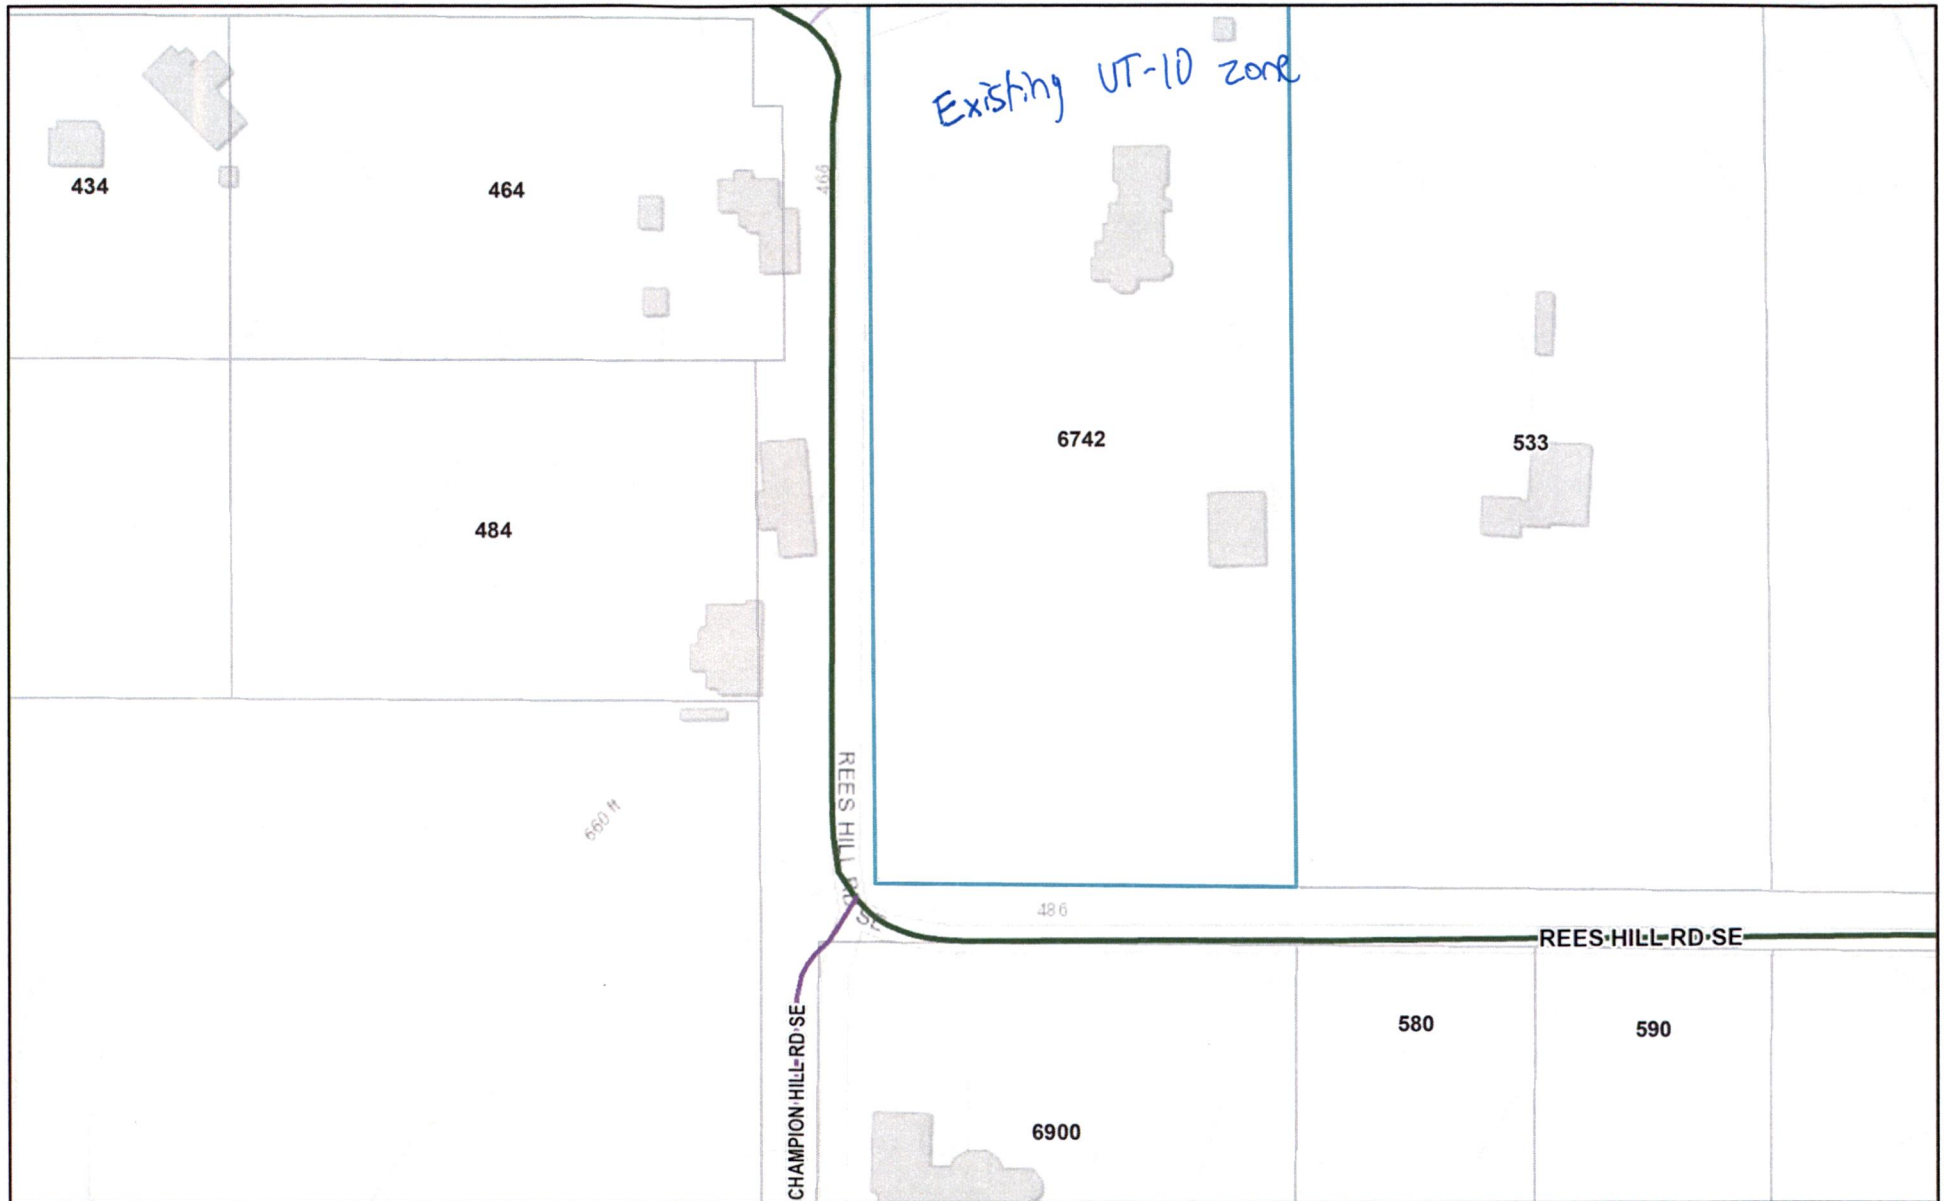 Existing UT-10 zone
434
464
466
6742
533
484
REES HILL RD SE
660 ft
486
REES HILL RD SE
CHAMPION HILL RD SE
580
590
6900